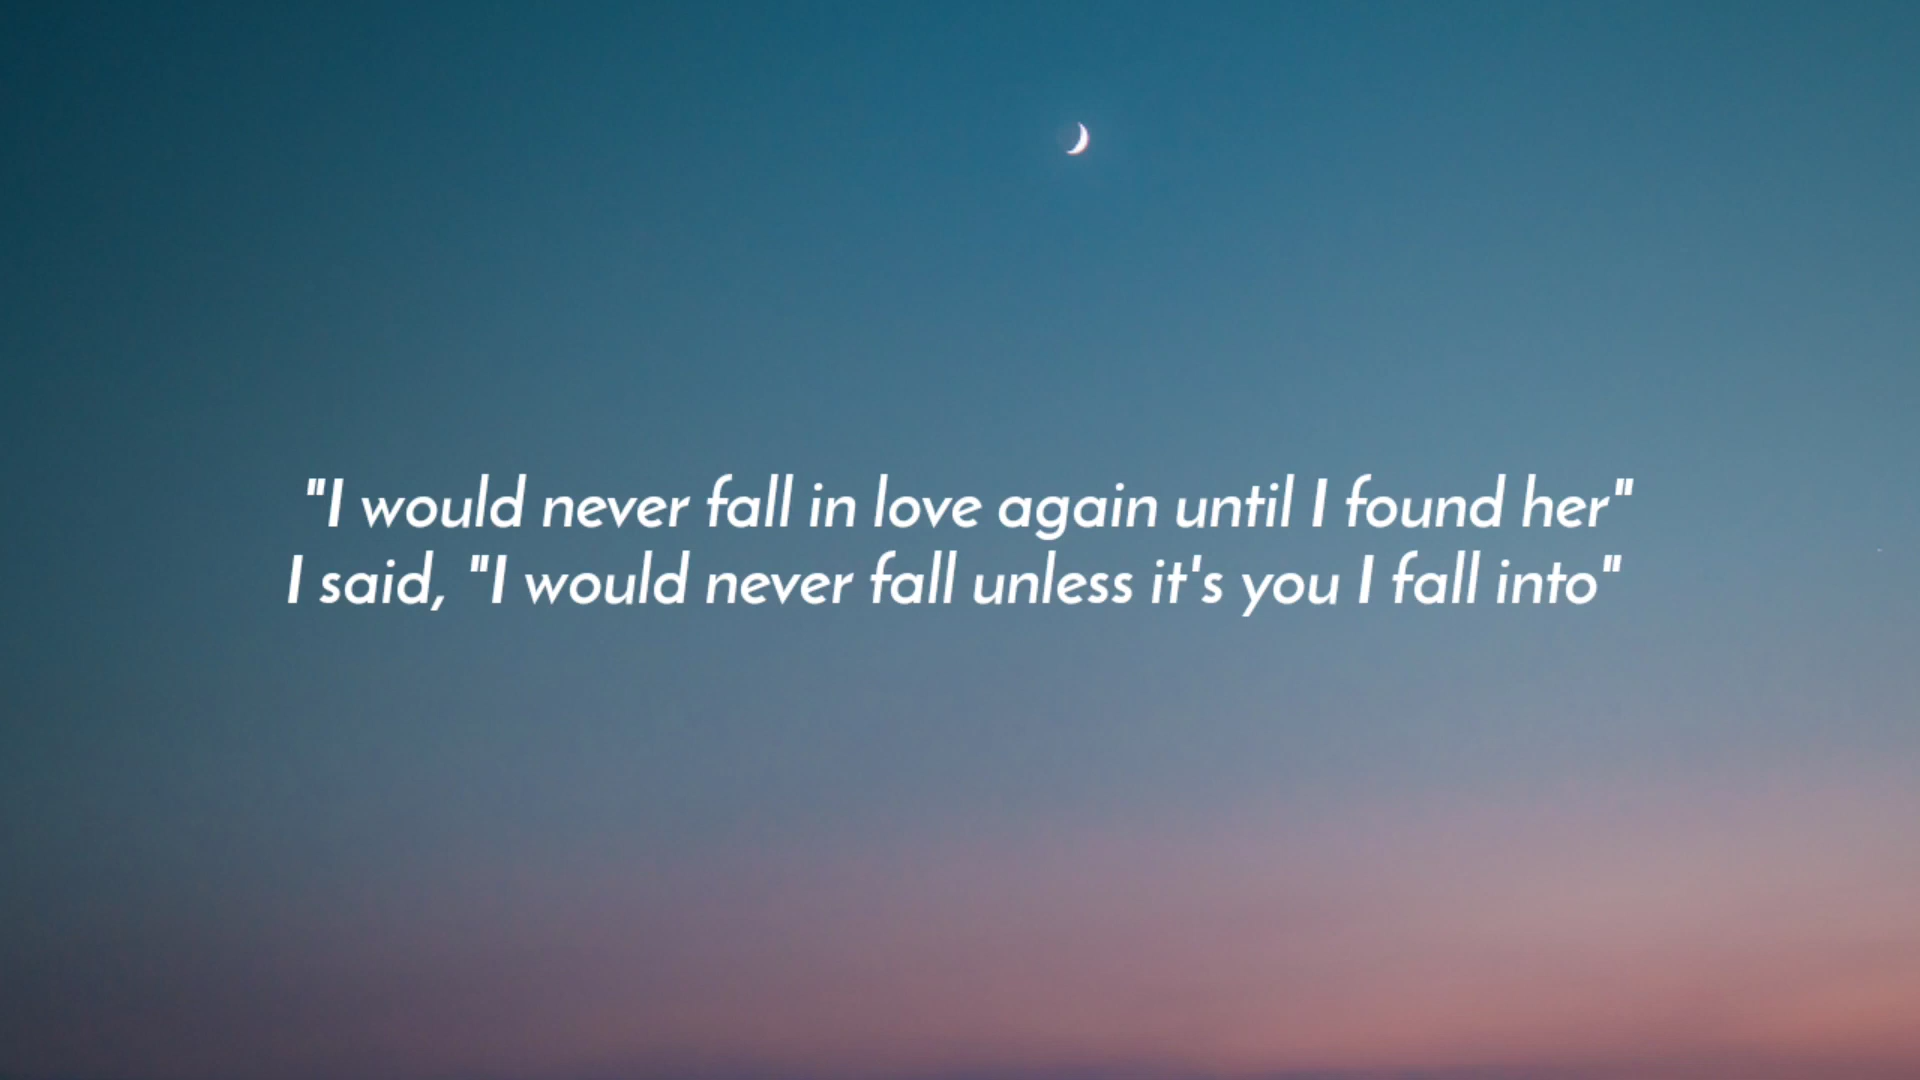 "I would never fall in love again until I found her"
I said, "I would never fall unless it's you I fall into"